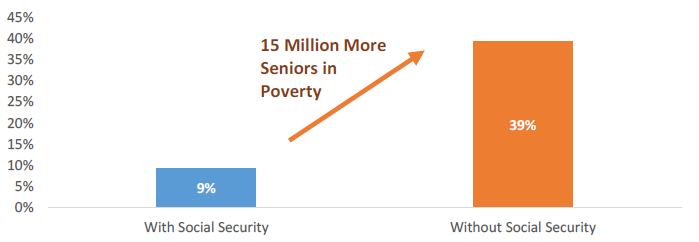 45%
40%
35%
30%
25%
20%
15%
10%
5%
0%
15 Million More
Seniors in
Poverty
9%
39%
With Social Security
Without Social Security